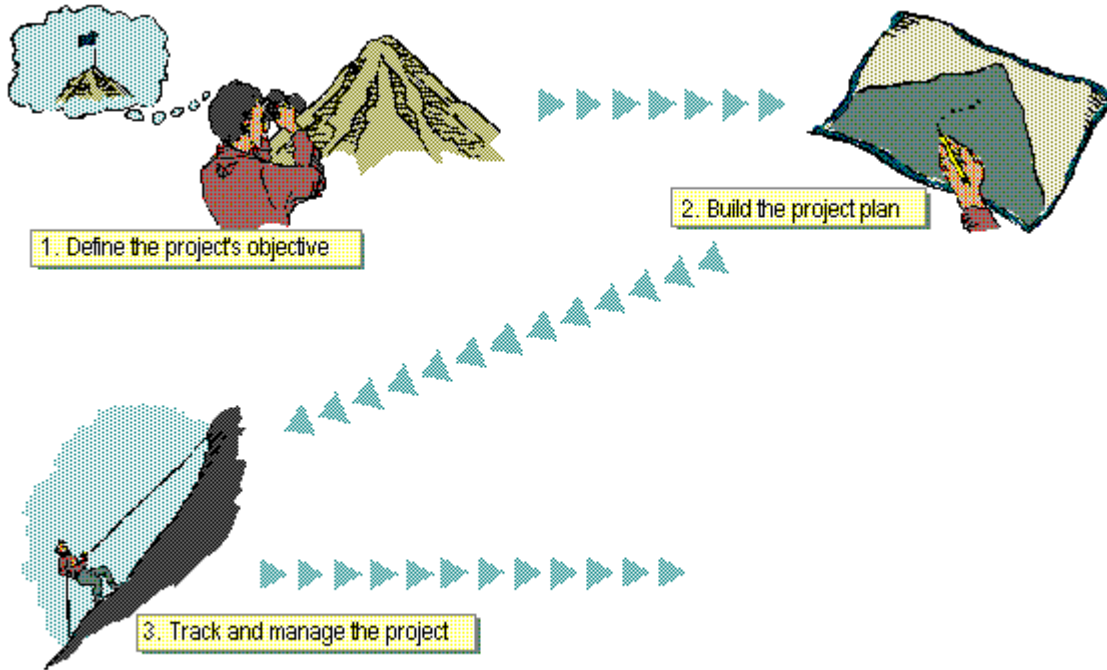 1. Define the project's objective
2. Build the project plan
3. Track and manage the project